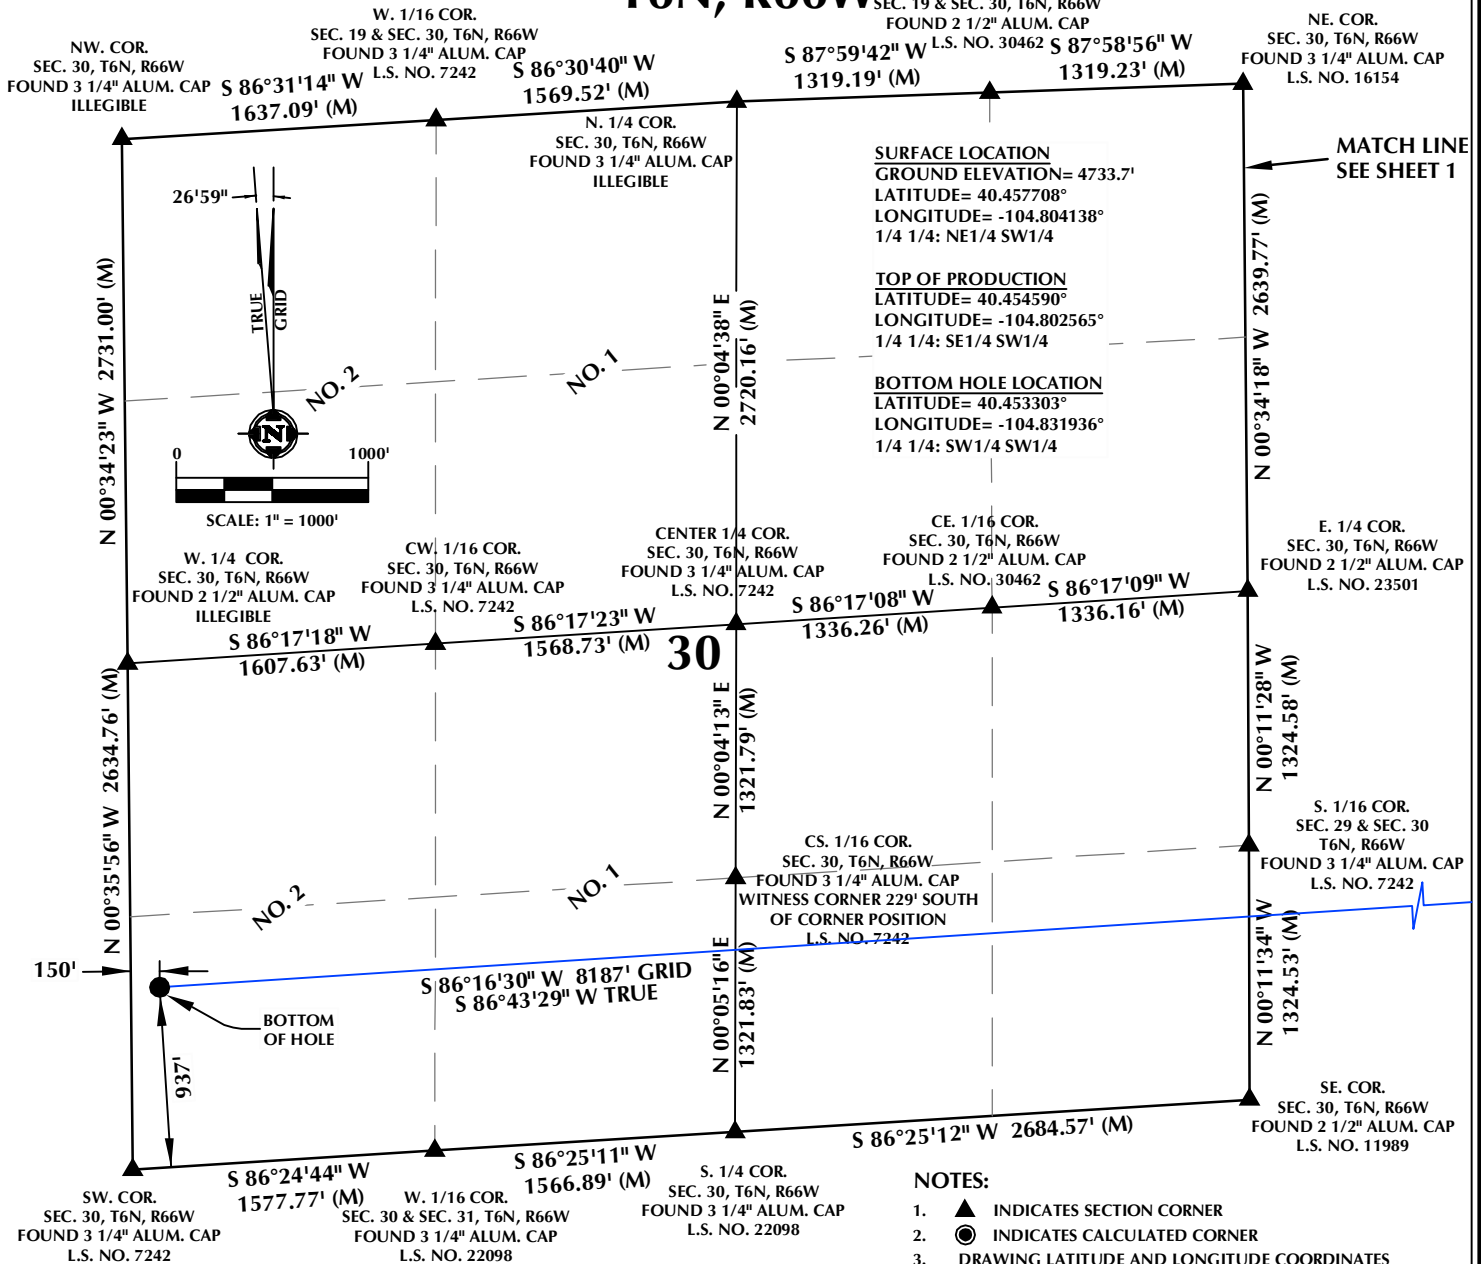 T6N, R66W
SEC. 19 & SEC. 30, T6N, R66W
FOUND 2 1/2" ALUM. CAP
L.S. NO. 30462
NW. COR.
SEC. 30, T6N, R66W
FOUND 3 1/4" ALUM. CAP
ILLEGIBLE
W. 1/16 COR.
SEC. 19 & SEC. 30, T6N, R66W
FOUND 3 1/4" ALUM. CAP
L.S. NO. 7242
NE. COR.
SEC. 30, T6N, R66W
FOUND 3 1/4" ALUM. CAP
L.S. NO. 16154
S 86°31'14" W
1637.09' (M)
S 86°30'40" W
1569.52' (M)
S 87°59'42" W
1319.19' (M)
S 87°58'56" W
1319.23' (M)
N. 1/4 COR.
SEC. 30, T6N, R66W
FOUND 3 1/4" ALUM. CAP
ILLEGIBLE
MATCH LINE
SEE SHEET 1
SURFACE LOCATION
GROUND ELEVATION= 4733.7'
LATITUDE= 40.457708°
LONGITUDE= -104.804138°
1/4 1/4: NE1/4 SW1/4
TOP OF PRODUCTION
LATITUDE= 40.454590°
LONGITUDE= -104.802565°
1/4 1/4: SE1/4 SW1/4
BOTTOM HOLE LOCATION
LATITUDE= 40.453303°
LONGITUDE= -104.831936°
1/4 1/4: SW1/4 SW1/4
26'59"
TRUE
GRID
N
0 1000'
SCALE: 1" = 1000'
N 00°34'23" W 2731.00' (M)
NO. 2
NO. 1
N 00°04'38" E
2720.16' (M)
N 00°34'18" W 2639.77' (M)
W. 1/4 COR.
SEC. 30, T6N, R66W
FOUND 2 1/2" ALUM. CAP
ILLEGIBLE
CW. 1/16 COR.
SEC. 30, T6N, R66W
FOUND 3 1/4" ALUM. CAP
L.S. NO. 7242
CENTER 1/4 COR.
SEC. 30, T6N, R66W
FOUND 3 1/4" ALUM. CAP
L.S. NO. 7242
CE. 1/16 COR.
SEC. 30, T6N, R66W
FOUND 2 1/2" ALUM. CAP
L.S. NO. 30462
E. 1/4 COR.
SEC. 30, T6N, R66W
FOUND 2 1/2" ALUM. CAP
L.S. NO. 23501
S 86°17'18" W
1607.63' (M)
S 86°17'23" W
1568.73' (M)
S 86°17'08" W
1336.26' (M)
S 86°17'09" W
1336.16' (M)
30
N 00°35'56" W 2634.76' (M)
N 00°04'13" E
1321.79' (M)
N 00°11'28" W
1324.58' (M)
S. 1/16 COR.
SEC. 29 & SEC. 30
T6N, R66W
FOUND 3 1/4" ALUM. CAP
L.S. NO. 7242
CS. 1/16 COR.
SEC. 30, T6N, R66W
FOUND 3 1/4" ALUM. CAP
WITNESS CORNER 229' SOUTH
OF CORNER POSITION
L.S. NO. 7242
NO. 2
NO. 1
150'
S 86°16'30" W 8187' GRID
S 86°43'29" W TRUE
BOTTOM
OF HOLE
937'
N 00°05'16" E
1321.83' (M)
N 00°11'34" W
1324.53' (M)
SE. COR.
SEC. 30, T6N, R66W
FOUND 2 1/2" ALUM. CAP
L.S. NO. 11989
S 86°24'44" W
1577.77' (M)
S 86°25'11" W
1566.89' (M)
S 86°25'12" W 2684.57' (M)
SW. COR.
SEC. 30, T6N, R66W
FOUND 3 1/4" ALUM. CAP
L.S. NO. 7242
W. 1/16 COR.
SEC. 30 & SEC. 31, T6N, R66W
FOUND 3 1/4" ALUM. CAP
L.S. NO. 22098
S. 1/4 COR.
SEC. 30, T6N, R66W
FOUND 3 1/4" ALUM. CAP
L.S. NO. 22098
NOTES:
1. INDICATES SECTION CORNER
2. INDICATES CALCULATED CORNER
3. DRAWING LATITUDE AND LONGITUDE COORDINATES